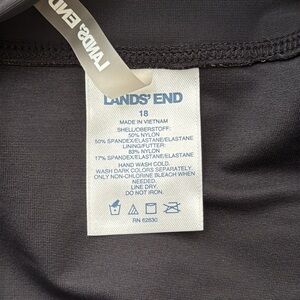 LANDS' END
LANDS' END
18
MADE IN VIETNAM
SHELL/OBERSTOFF:
50% NYLON
50% SPANDEX/ELASTANE/ELASTANE
LINING/FUTTER:
83% NYLON
17% SPANDEX/ELASTANE/ELASTANE
HAND WASH COLD.
WASH DARK COLORS SEPARATELY.
ONLY NON-CHLORINE BLEACH WHEN
NEEDED.
LINE DRY.
DO NOT IRON.
RN 62830